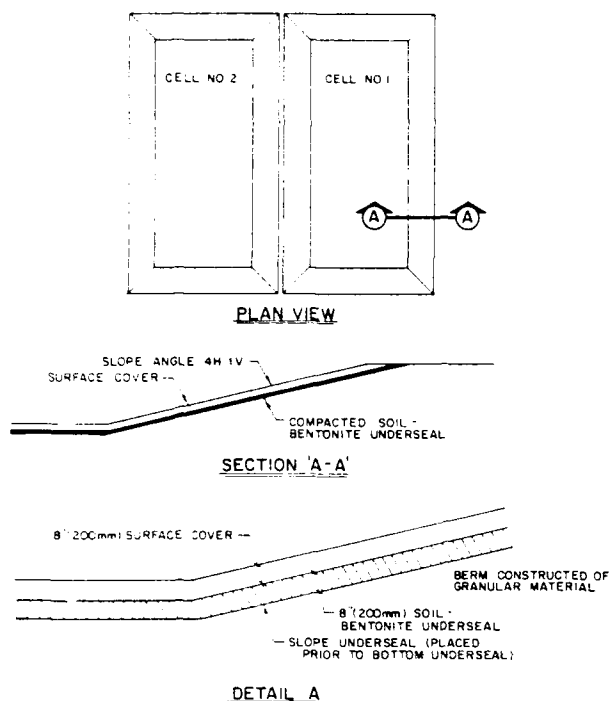 CELL NO 2
CELL NO 1
A A
PLAN VIEW
SLOPE ANGLE 4H 1V
SURFACE COVER
COMPACTED SOIL -
BENTONITE UNDERSEAL
SECTION 'A-A'
8"(200mm) SURFACE COVER
BERM CONSTRUCTED OF
GRANULAR MATERIAL
8"(200mm) SOIL -
BENTONITE UNDERSEAL
SLOPE UNDERSEAL (PLACED
PRIOR TO BOTTOM UNDERSEAL)
DETAIL A